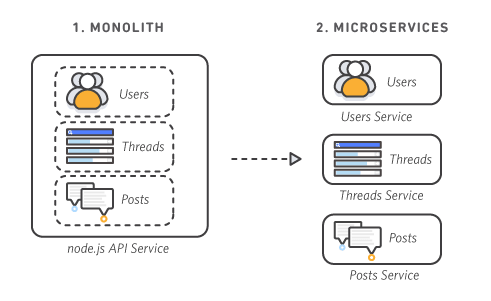 1. MONOLITH
Users
Threads
Posts
node.js API Service
2. MICROSERVICES
Users
Users Service
Threads
Threads Service
Posts
Posts Service